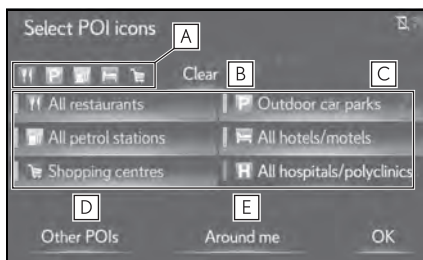 Select POI icons
A
P
Clear B C
All restaurants P Outdoor car parks
All petrol stations All hotels/motels
Shopping centres H All hospitals/polyclinics
D E
Other POIs Around me OK